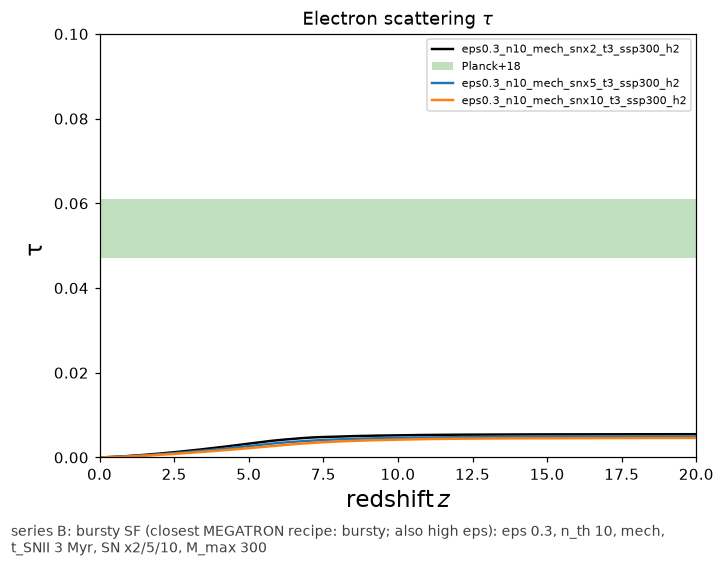 Electron scattering τ
0.10
0.08
0.06
0.04
0.02
0.00
τ
eps0.3_n10_mech_snx2_t3_ssp300_h2
Planck+18
eps0.3_n10_mech_snx5_t3_ssp300_h2
eps0.3_n10_mech_snx10_t3_ssp300_h2
0.0 2.5 5.0 7.5 10.0 12.5 15.0 17.5 20.0
redshift z
series B: bursty SF (closest MEGATRON recipe: bursty; also high eps): eps 0.3, n_th 10, mech,
t_SNII 3 Myr, SN x2/5/10, M_max 300